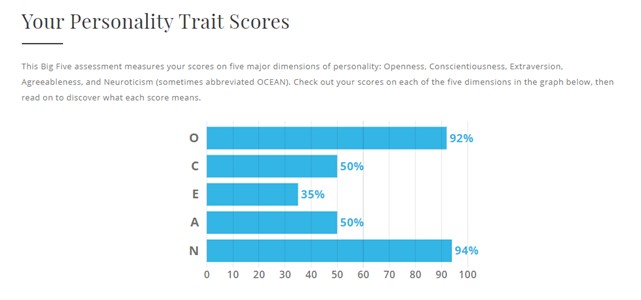 Your Personality Trait Scores
This Big Five assessment measures your scores on five major dimensions of personality: Openness, Conscientiousness, Extraversion,
Agreeableness, and Neuroticism (sometimes abbreviated OCEAN). Check out your scores on each of the five dimensions in the graph below, then
read on to discover what each score means.
O 92%
C 50%
E 35%
A 50%
N 94%
0 10 20 30 40 50 60 70 80 90 100